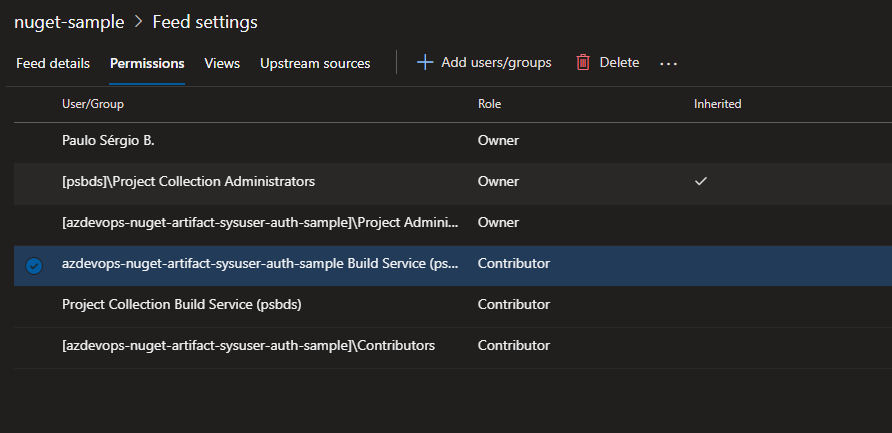 nuget-sample > Feed settings
Feed details Permissions Views Upstream sources + Add users/groups Delete ...
User/Group Role Inherited
Paulo Sérgio B. Owner
[psbds]\Project Collection Administrators Owner
[azdevops-nuget-artifact-sysuser-auth-sample]\Project Admini... Owner
azdevops-nuget-artifact-sysuser-auth-sample Build Service (ps... Contributor
Project Collection Build Service (psbds) Contributor
[azdevops-nuget-artifact-sysuser-auth-sample]\Contributors Contributor